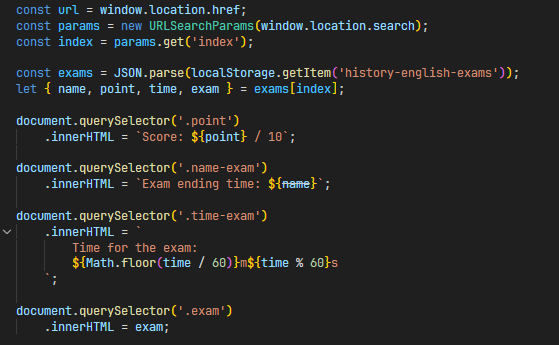 const url = window.location.href;
const params = new URLSearchParams(window.location.search);
const index = params.get('index');
const exams = JSON.parse(localStorage.getItem('history-english-exams'));
let { name, point, time, exam } = exams[index];
document.querySelector('.point')
.innerHTML = `Score: ${point} / 10`;
document.querySelector('.name-exam')
.innerHTML = `Exam ending time: ${name}`;
document.querySelector('.time-exam')
.innerHTML = `
Time for the exam:
${Math.floor(time / 60)}m${time % 60}s
`;
document.querySelector('.exam')
.innerHTML = exam;